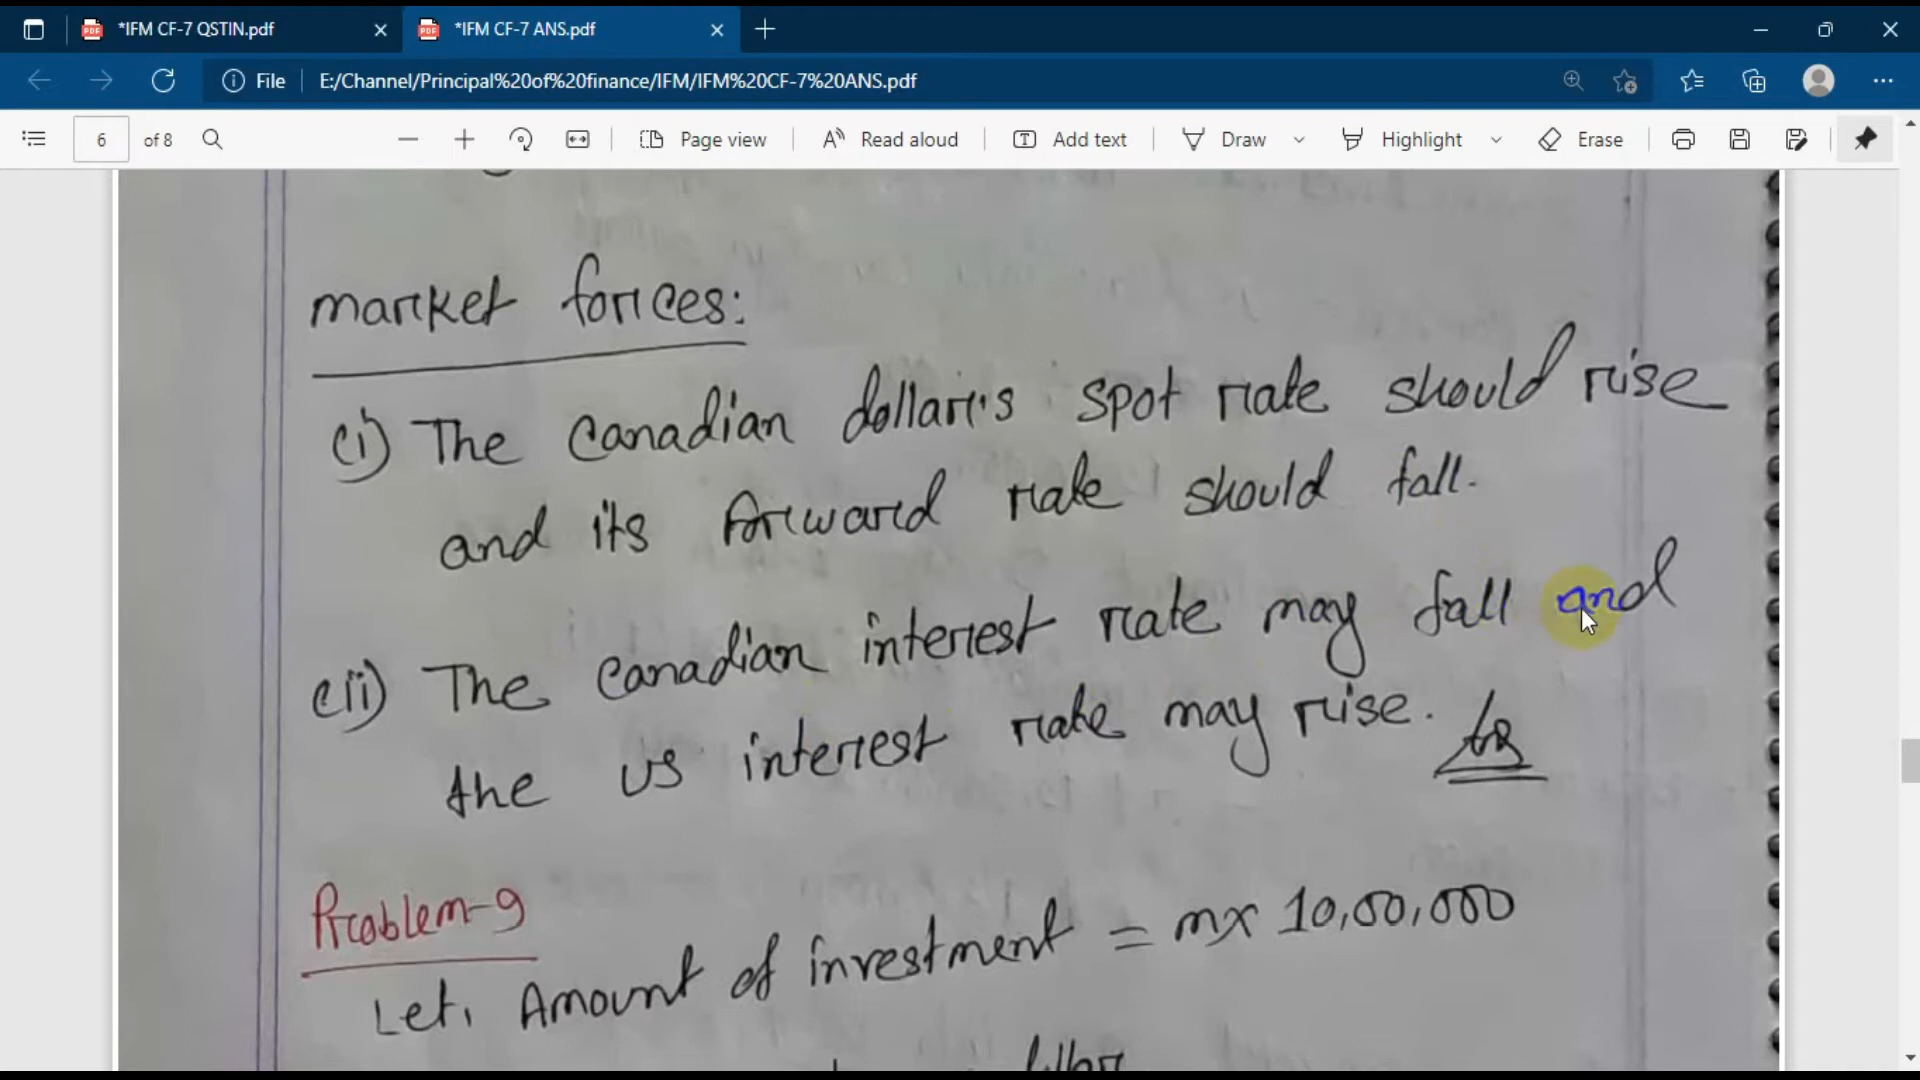 *IFM CF-7 QSTIN.pdf
*IFM CF-7 ANS.pdf
File
E:/Channel/Principal%20of%20finance/IFM/IFM%20CF-7%20ANS.pdf
6 of 8
Page view
Read aloud
Add text
Draw
Highlight
Erase
market forces:
(i) The Canadian dollar's spot rate should rise
and its forward rate should fall.
(ii) The Canadian interest rate may fall and
the US interest rate may rise.
Problem-9
Let, Amount of investment = mx 10,00,000